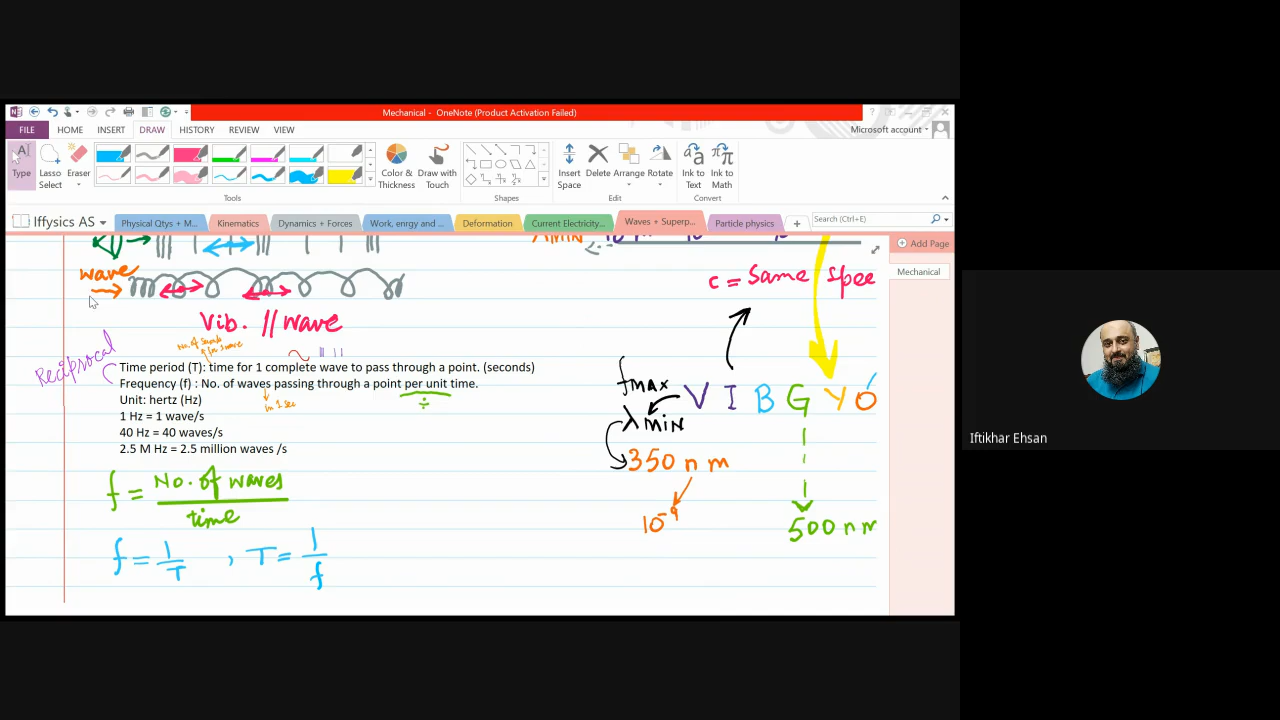 Mechanical - OneNote (Product Activation Failed)
FILE HOME INSERT DRAW HISTORY REVIEW VIEW
Microsoft account
Type
Lasso Select
Eraser
Color & Thickness
Draw with Touch
Insert Space
Delete
Arrange
Rotate
Ink to Text
Ink to Math
Tools
Shapes
Edit
Convert
Iffysics AS
Physical Qtys + M...
Kinematics
Dynamics + Forces
Work, enrgy and ...
Deformation
Current Electricity...
Waves + Superp...
Particle physics
Search (Ctrl+E)
Add Page
Mechanical
λMIN
wave
c = Same spee
Vib. // wave
Reciprocal
Time period (T): time for 1 complete wave to pass through a point. (seconds)
Frequency (f) : No. of waves passing through a point per unit time.
÷
in 1 sec
Unit: hertz (Hz)
1 Hz = 1 wave/s
40 Hz = 40 waves/s
2.5 M Hz = 2.5 million waves /s
f = No. of waves
time
f = 1/T , T = 1/f
fmax
V I B G Y O
λMIN
350 n m
10⁻⁹
500 n m
Iftikhar Ehsan